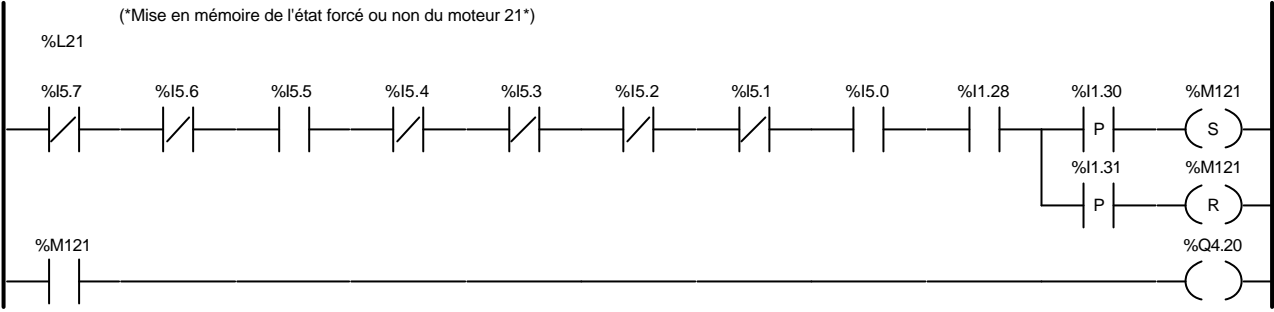 (*Mise en mémoire de l'état forcé ou non du moteur 21*)
%L21
%I5.7 %I5.6 %I5.5 %I5.4 %I5.3 %I5.2 %I5.1 %I5.0 %I1.28 %I1.30 %M121
P S
%I1.31 %M121
P R
%M121 %Q4.20